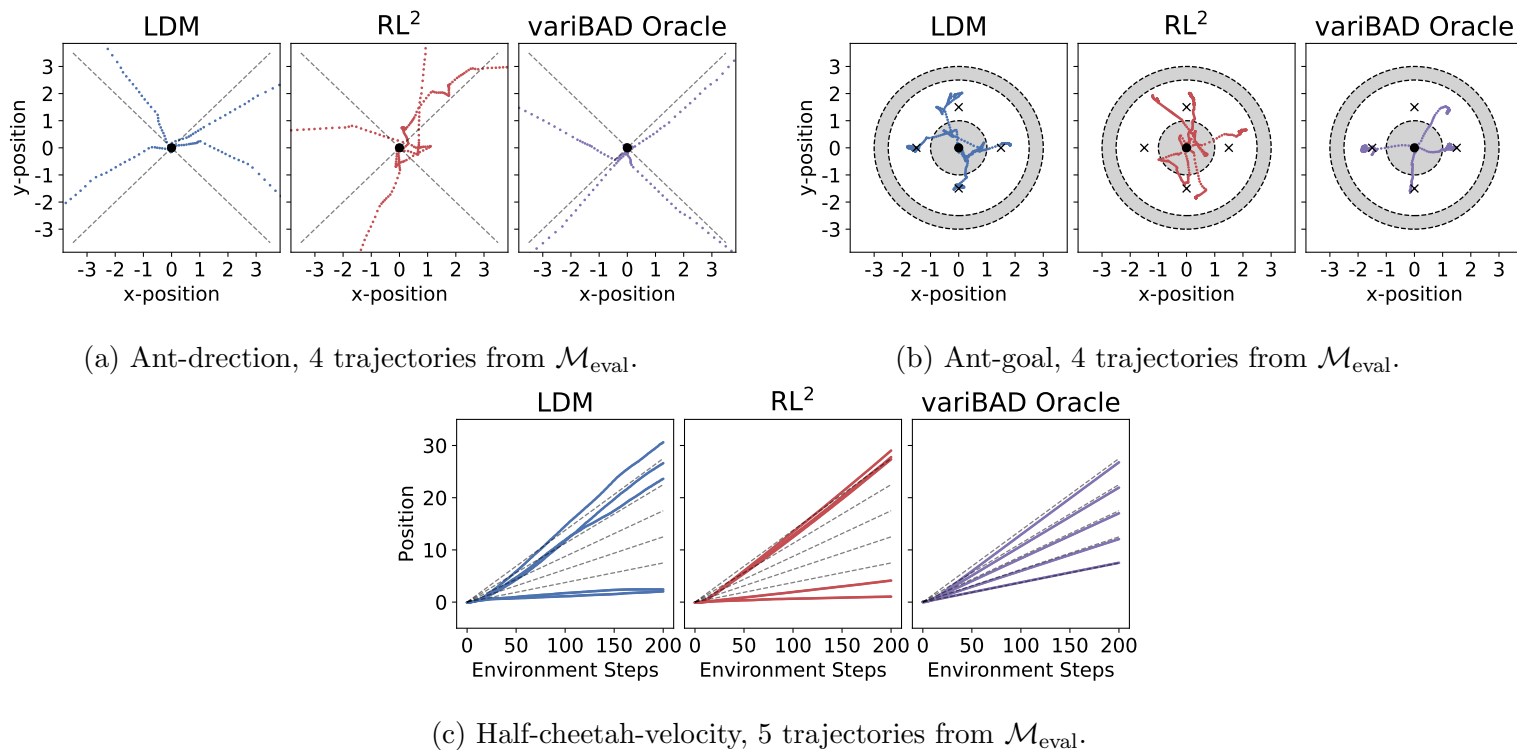 LDM RL² variBAD Oracle
y-position
3
2
1
0
-1
-2
-3
-3 -2 -1 0 1 2 3 -3 -2 -1 0 1 2 3 -3 -2 -1 0 1 2 3
x-position x-position x-position
(a) Ant-drection, 4 trajectories from M_eval.
LDM RL² variBAD Oracle
y-position
3
2
1
0
-1
-2
-3
-3 -2 -1 0 1 2 3 -3 -2 -1 0 1 2 3 -3 -2 -1 0 1 2 3
x-position x-position x-position
(b) Ant-goal, 4 trajectories from M_eval.
LDM RL² variBAD Oracle
Position
30
20
10
0
0 50 100 150 200 0 50 100 150 200 0 50 100 150 200
Environment Steps Environment Steps Environment Steps
(c) Half-cheetah-velocity, 5 trajectories from M_eval.